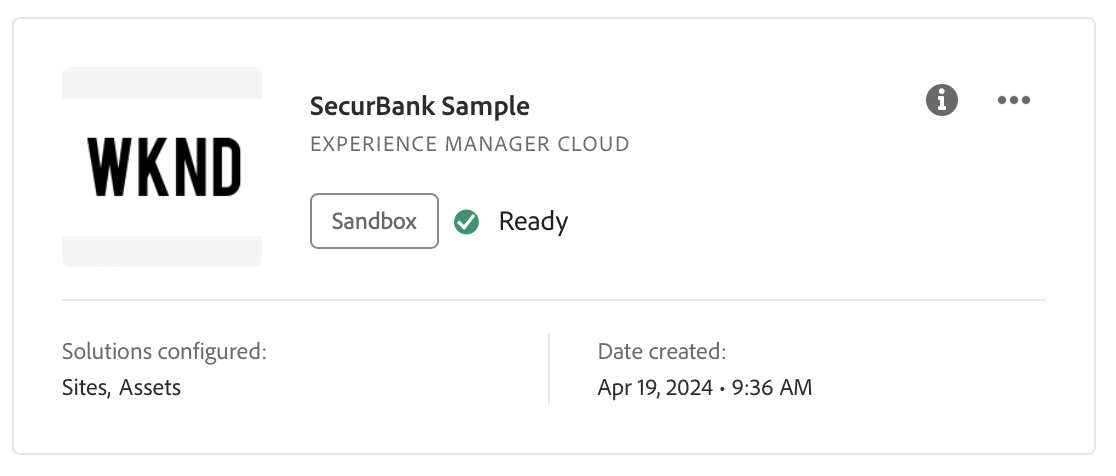 WKND
SecurBank Sample
EXPERIENCE MANAGER CLOUD
Sandbox
Ready
Solutions configured:
Sites, Assets
Date created:
Apr 19, 2024 • 9:36 AM